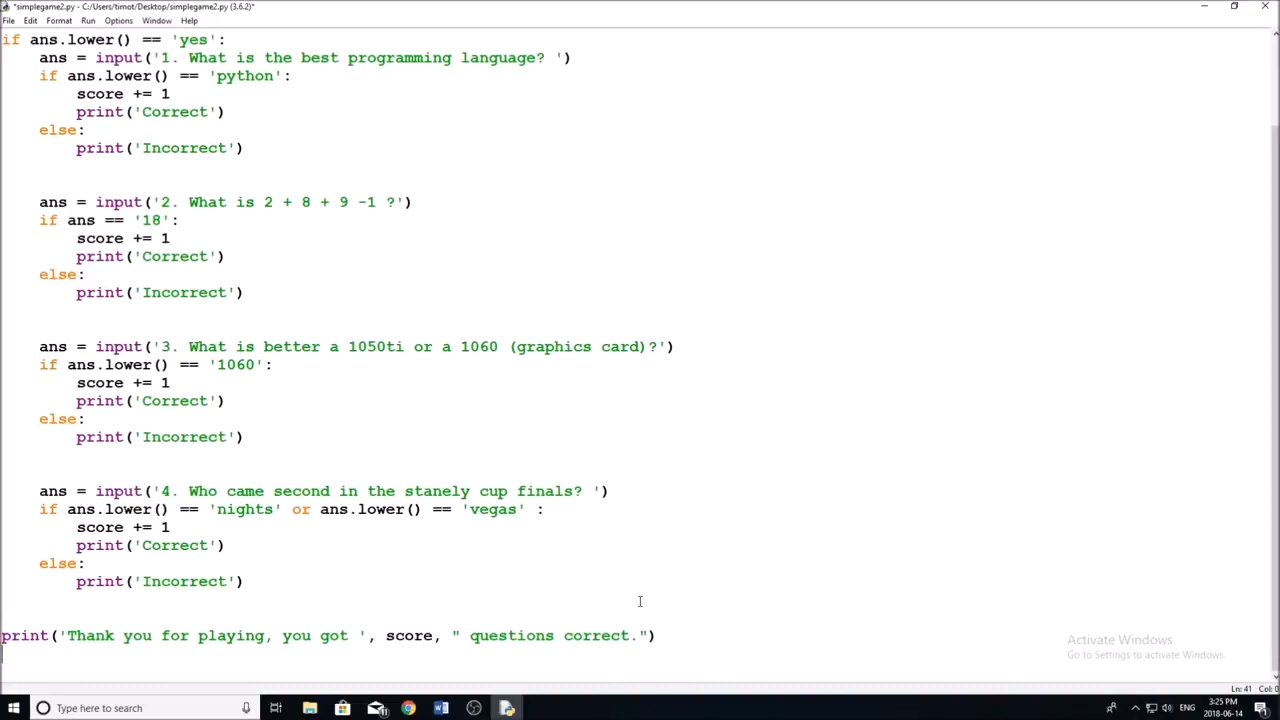 *simplegame2.py - C:/Users/timot/Desktop/simplegame2.py (3.6.2)*
File Edit Format Run Options Window Help
if ans.lower() == 'yes':
    ans = input('1. What is the best programming language? ')
    if ans.lower() == 'python':
        score += 1
        print('Correct')
    else:
        print('Incorrect')
    ans = input('2. What is 2 + 8 + 9 -1 ?')
    if ans == '18':
        score += 1
        print('Correct')
    else:
        print('Incorrect')
    ans = input('3. What is better a 1050ti or a 1060 (graphics card)?')
    if ans.lower() == '1060':
        score += 1
        print('Correct')
    else:
        print('Incorrect')
    ans = input('4. Who came second in the stanely cup finals? ')
    if ans.lower() == 'nights' or ans.lower() == 'vegas' :
        score += 1
        print('Correct')
    else:
        print('Incorrect')
print('Thank you for playing, you got ', score, " questions correct.")
Activate Windows
Go to Settings to activate Windows.
Ln: 41 Col: 0
Type here to search
ENG
3:25 PM
2018-06-14